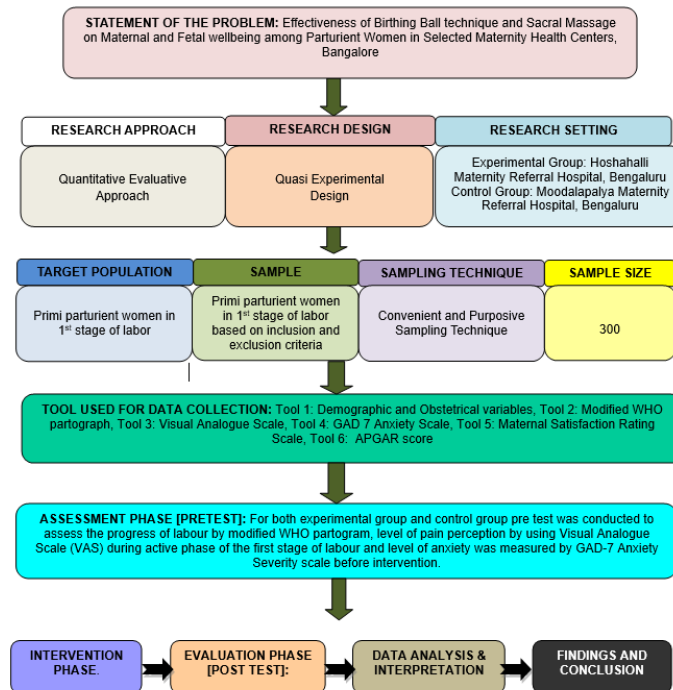 STATEMENT OF THE PROBLEM: Effectiveness of Birthing Ball technique and Sacral Massage
on Maternal and Fetal wellbeing among Parturient Women in Selected Maternity Health Centers,
Bangalore
RESEARCH APPROACH
Quantitative Evaluative
Approach
RESEARCH DESIGN
Quasi Experimental
Design
RESEARCH SETTING
Experimental Group: Hoshahalli
Maternity Referral Hospital, Bengaluru
Control Group: Moodalapalya Maternity
Referral Hospital, Bengaluru
TARGET POPULATION
Primi parturient women in
1st stage of labor
SAMPLE
Primi parturient women
in 1st stage of labor
based on inclusion and
exclusion criteria
SAMPLING TECHNIQUE
Convenient and Purposive
Sampling Technique
SAMPLE SIZE
300
TOOL USED FOR DATA COLLECTION: Tool 1: Demographic and Obstetrical variables, Tool 2: Modified WHO
partograph, Tool 3: Visual Analogue Scale, Tool 4: GAD 7 Anxiety Scale, Tool 5: Maternal Satisfaction Rating
Scale, Tool 6: APGAR score
ASSESSMENT PHASE [PRETEST]: For both experimental group and control group pre test was conducted to
assess the progress of labour by modified WHO partogram, level of pain perception by using Visual Analogue
Scale (VAS) during active phase of the first stage of labour and level of anxiety was measured by GAD-7 Anxiety
Severity scale before intervention.
INTERVENTION
PHASE.
EVALUATION PHASE
[POST TEST]:
DATA ANALYSIS &
INTERPRETATION
FINDINGS AND
CONCLUSION